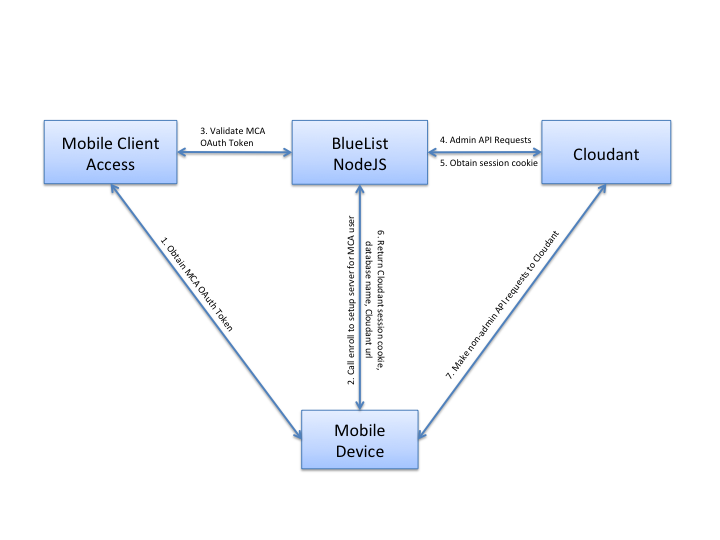 3. Validate MCA
OAuth Token
4. Admin API Requests
5. Obtain session cookie
Mobile Client
Access
BlueList
NodeJS
Cloudant
1. Obtain MCA OAuth Token
2. Call enroll to setup server for MCA user
6. Return Cloudant session cookie,
database name, Cloudant url
7. Make non-admin API requests to Cloudant
Mobile
Device